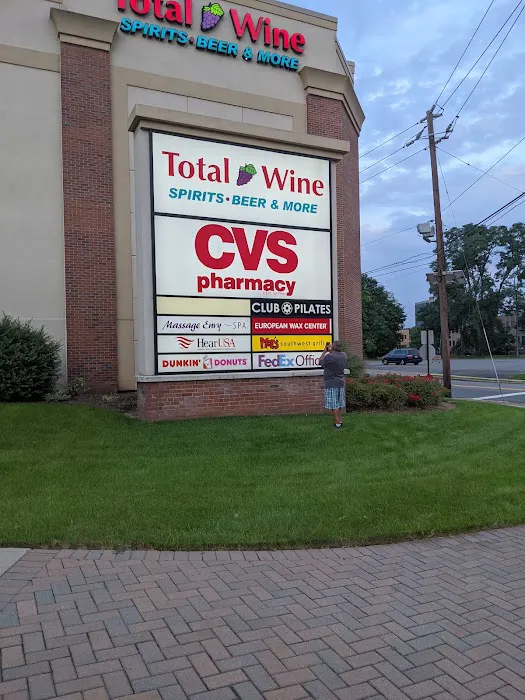 Total Wine
SPIRITS·BEER & MORE
Total Wine
SPIRITS·BEER & MORE
CVS
pharmacy
CLUB PILATES
Massage Envy SPA
EUROPEAN WAX CENTER
HearUSA
Moe's southwest grill
DUNKIN' DONUTS
FedEx Office